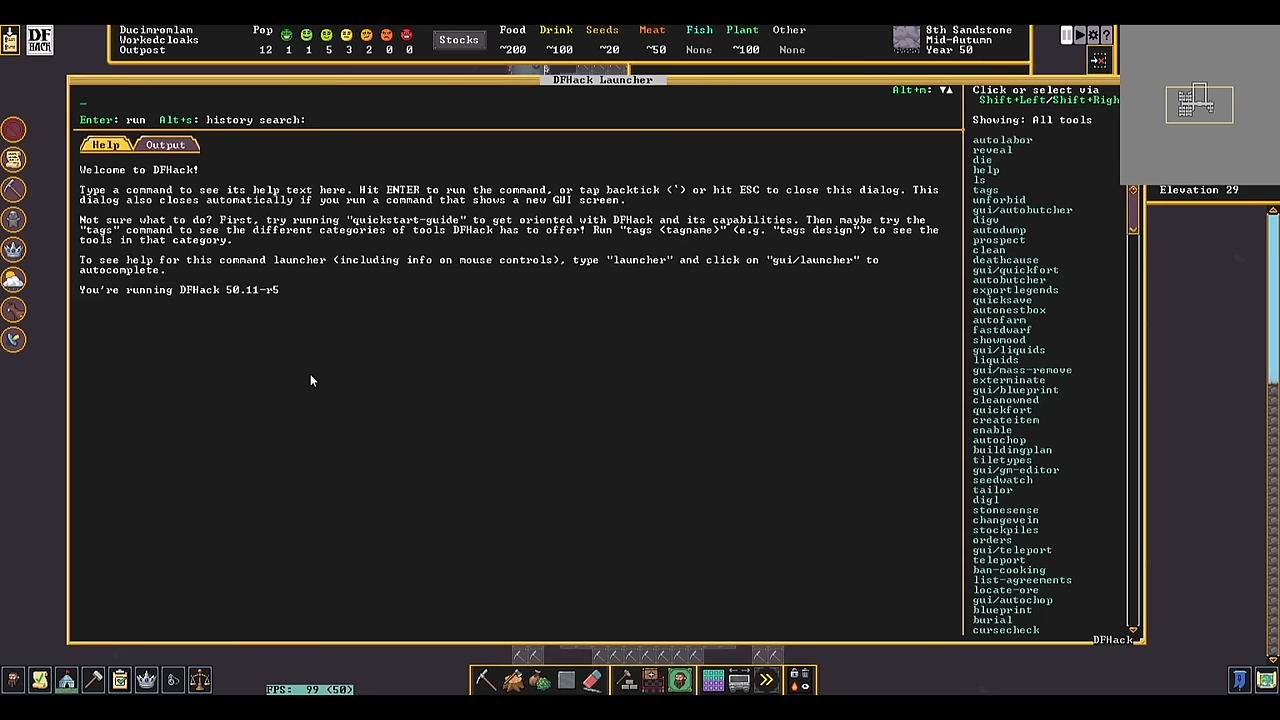 DF
HACK
Ducimromlam
Workedcloaks
Outpost
Pop
12 1 1 5 3 2 0 0
Stocks
Food Drink Seeds Meat Fish Plant Other
~200 ~100 ~20 ~50 None ~100 None
8th Sandstone
Mid-Autumn
Year 50
DFHack Launcher
Alt+m:
Enter: run Alt+s: history search:
Help Output
Welcome to DFHack!
Type a command to see its help text here. Hit ENTER to run the command, or tap backtick (`) or hit ESC to close this dialog. This
dialog also closes automatically if you run a command that shows a new GUI screen.
Not sure what to do? First, try running "quickstart-guide" to get oriented with DFHack and its capabilities. Then maybe try the
"tags" command to see the different categories of tools DFHack has to offer! Run "tags <tagname>" (e.g. "tags design") to see the
tools in that category.
To see help for this command launcher (including info on mouse controls), type "launcher" and click on "gui/launcher" to
autocomplete.
You're running DFHack 50.11-r5
Click or select via
Shift+Left/Shift+Righ
Showing: All tools
autolabor
reveal
die
help
ls
tags
unforbid
gui/autobutcher
digv
autodump
prospect
clean
deathcause
gui/quickfort
autobutcher
exportlegends
quicksave
autonestbox
autofarm
fastdwarf
showmood
gui/liquids
liquids
gui/mass-remove
exterminate
gui/blueprint
cleanowned
quickfort
createitem
enable
autochop
buildingplan
tiletypes
gui/gm-editor
seedwatch
tailor
digl
stonesense
changevein
stockpiles
orders
gui/teleport
teleport
ban-cooking
list-agreements
locate-ore
gui/autochop
blueprint
burial
cursecheck
DFHack
Elevation 29
FPS: 99 (50)